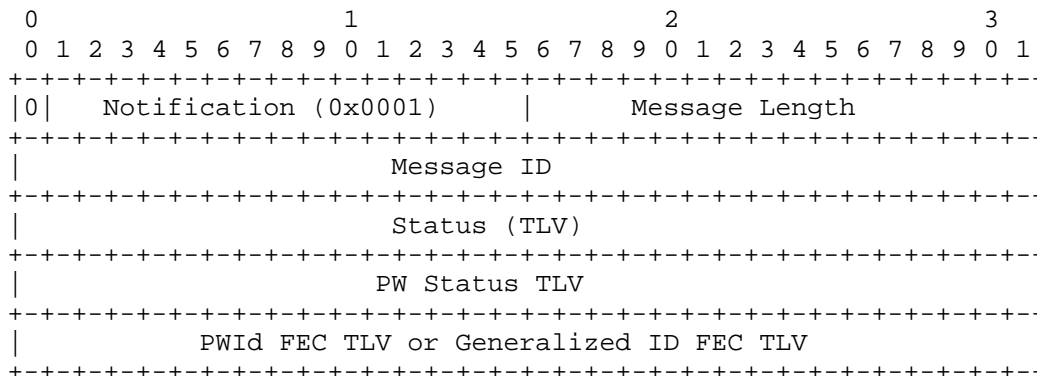 0                   1                   2                   3
 0 1 2 3 4 5 6 7 8 9 0 1 2 3 4 5 6 7 8 9 0 1 2 3 4 5 6 7 8 9 0 1
+-+-+-+-+-+-+-+-+-+-+-+-+-+-+-+-+-+-+-+-+-+-+-+-+-+-+-+-+-+-+-+-
|0|   Notification (0x0001)     |      Message Length
+-+-+-+-+-+-+-+-+-+-+-+-+-+-+-+-+-+-+-+-+-+-+-+-+-+-+-+-+-+-+-+-
|                       Message ID
+-+-+-+-+-+-+-+-+-+-+-+-+-+-+-+-+-+-+-+-+-+-+-+-+-+-+-+-+-+-+-+-
|                       Status (TLV)
+-+-+-+-+-+-+-+-+-+-+-+-+-+-+-+-+-+-+-+-+-+-+-+-+-+-+-+-+-+-+-+-
|                      PW Status TLV
+-+-+-+-+-+-+-+-+-+-+-+-+-+-+-+-+-+-+-+-+-+-+-+-+-+-+-+-+-+-+-+-
|           PWId FEC TLV or Generalized ID FEC TLV
+-+-+-+-+-+-+-+-+-+-+-+-+-+-+-+-+-+-+-+-+-+-+-+-+-+-+-+-+-+-+-+-